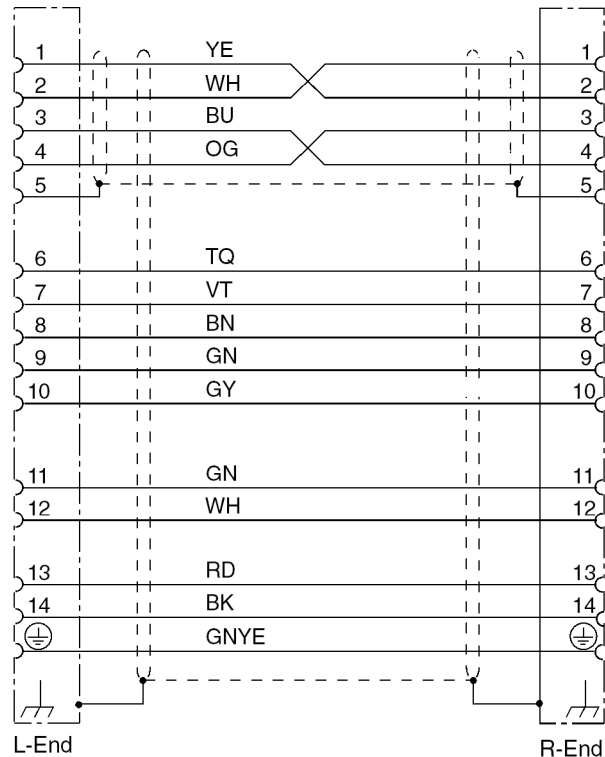 1 YE 1
2 WH 2
3 BU 3
4 OG 4
5 5
6 TQ 6
7 VT 7
8 BN 8
9 GN 9
10 GY 10
11 GN 11
12 WH 12
13 RD 13
14 BK 14
GNYE
L-End R-End